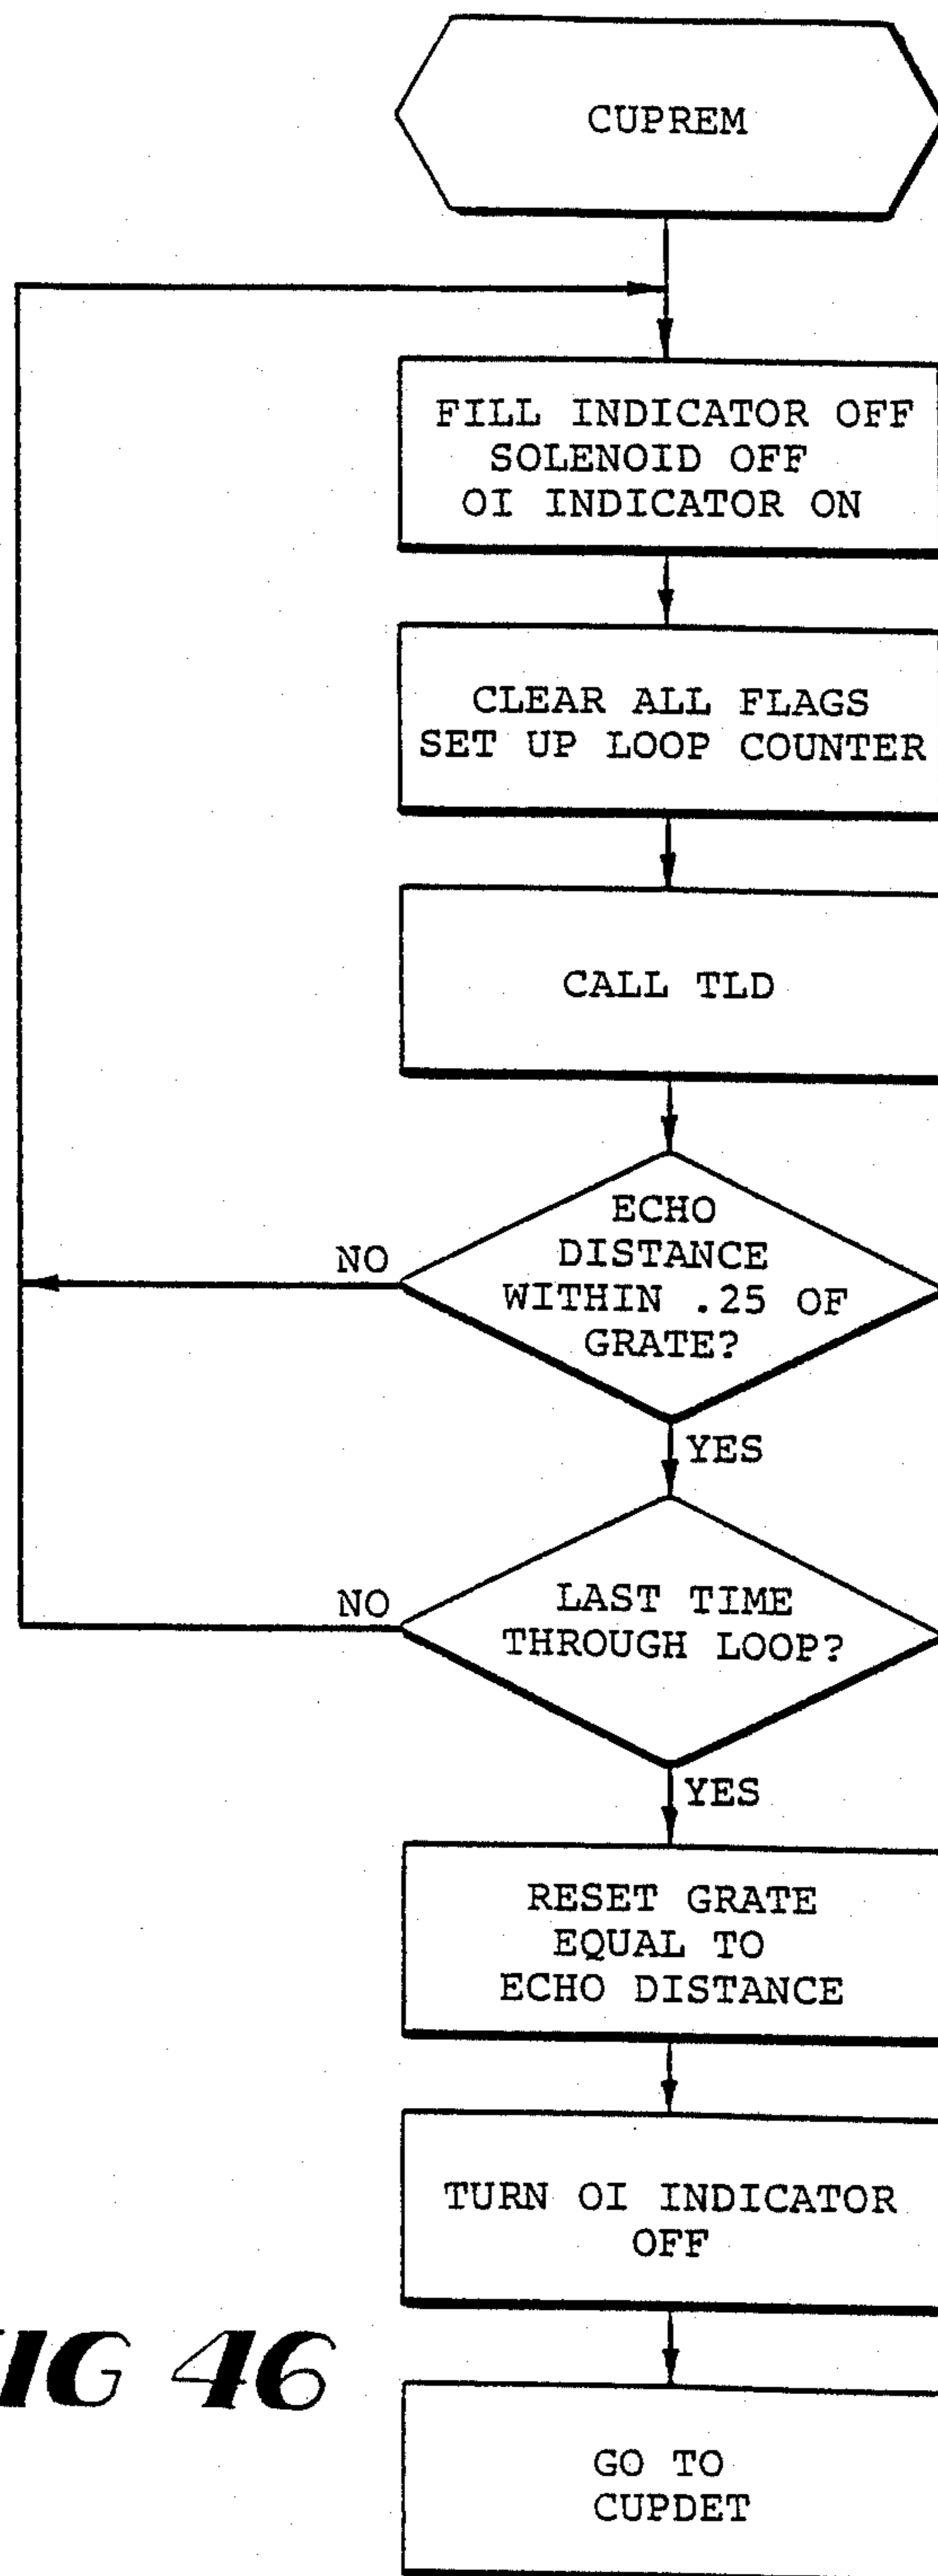 CUPREM
FILL INDICATOR OFF
SOLENOID OFF
OI INDICATOR ON
CLEAR ALL FLAGS
SET UP LOOP COUNTER
CALL TLD
ECHO
DISTANCE
WITHIN .25 OF
GRATE?
NO
YES
LAST TIME
THROUGH LOOP?
NO
YES
RESET GRATE
EQUAL TO
ECHO DISTANCE
TURN OI INDICATOR
OFF
GO TO
CUPDET
IG 46